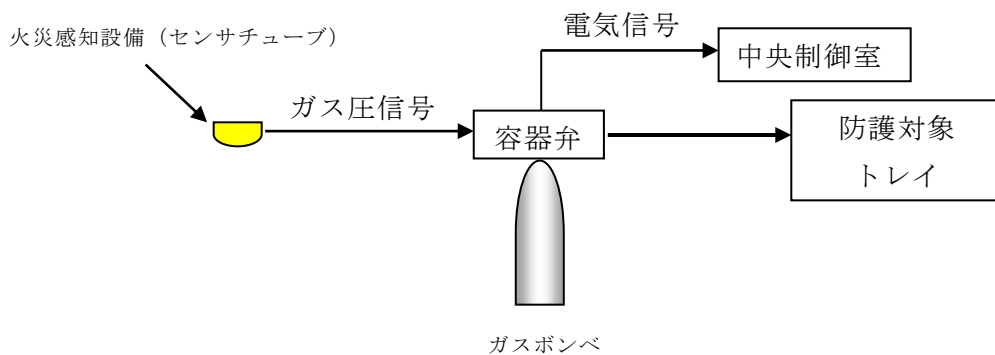 火災感知設備（センサチューブ）
電気信号
中央制御室
ガス圧信号
容器弁
防護対象
トレイ
ガスボンベ